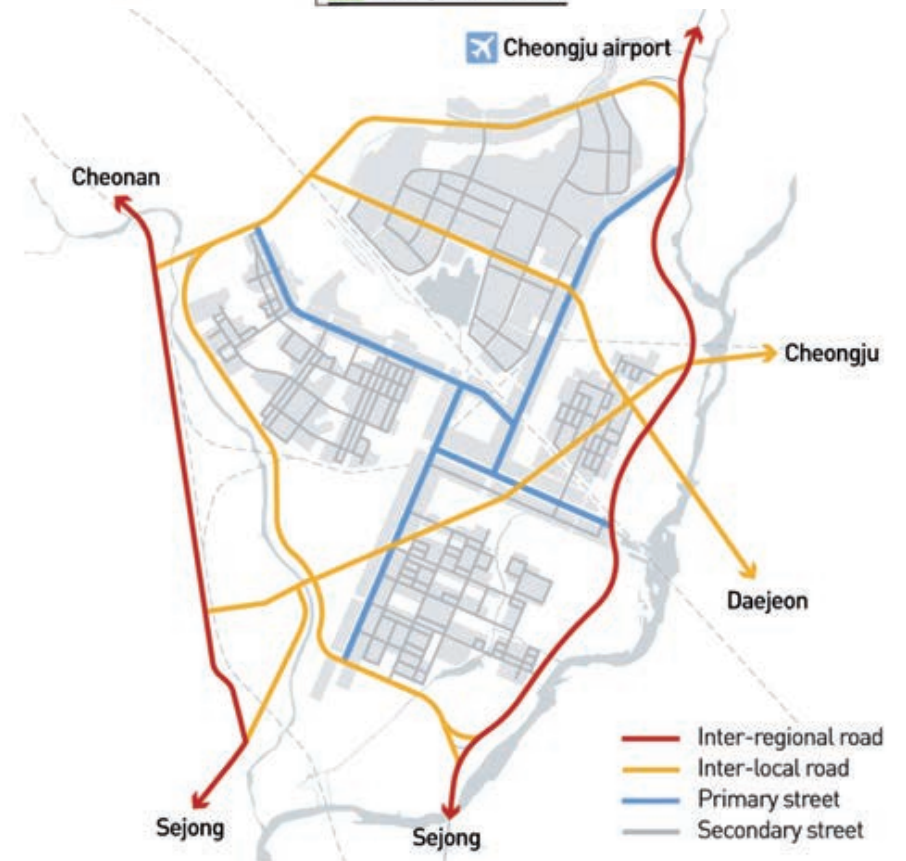 Cheongju airport
Cheonan
Cheongju
Daejeon
Inter-regional road
Inter-local road
Primary street
Secondary street
Sejong
Sejong